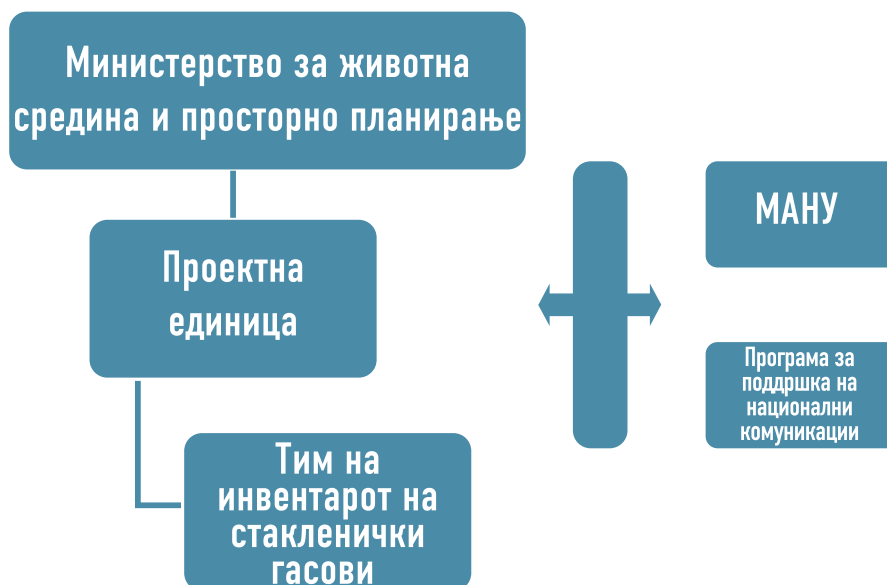 Министерство за животна
средина и просторно планирање
Проектна
единица
Тим на
инвентарот на
стакленички
гасови
МАНУ
Програма за
поддршка на
национални
комуникации